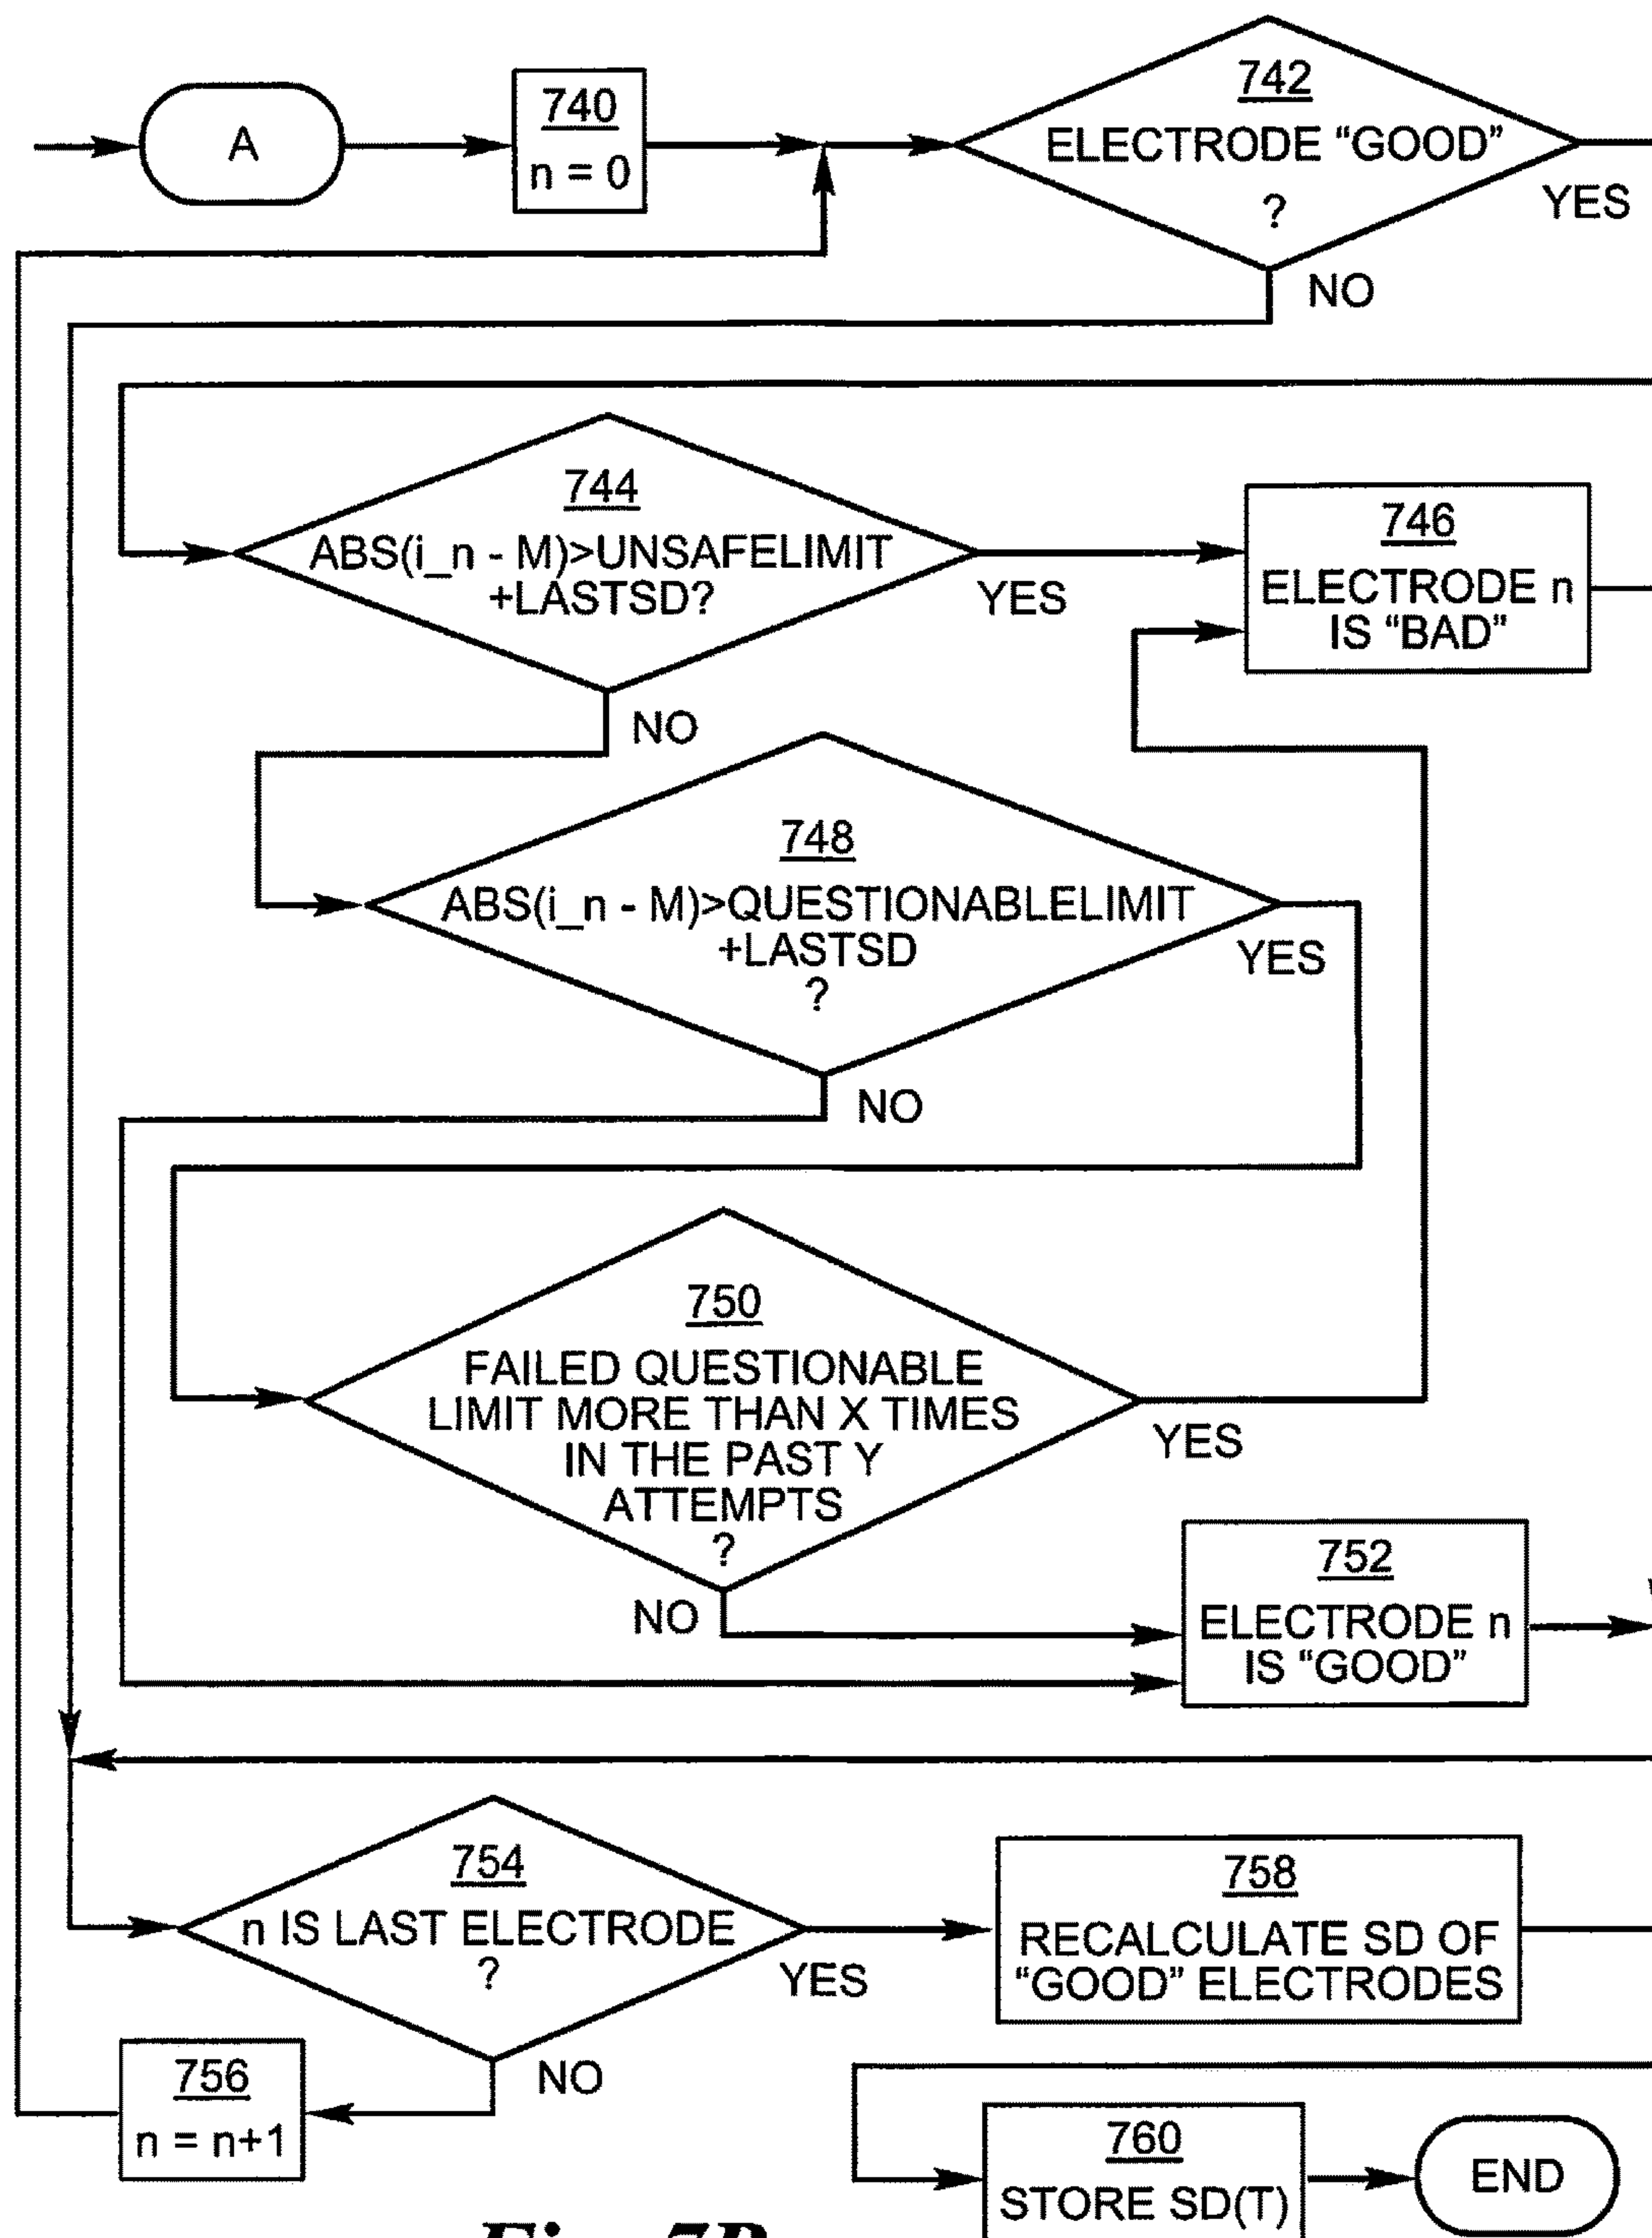 A
740
n = 0
742
ELECTRODE “GOOD”
?
YES
NO
744
ABS(i_n - M)>UNSAFELIMIT
+LASTSD?
YES
NO
746
ELECTRODE n
IS “BAD”
748
ABS(i_n - M)>QUESTIONABLELIMIT
+LASTSD
?
YES
NO
750
FAILED QUESTIONABLE
LIMIT MORE THAN X TIMES
IN THE PAST Y
ATTEMPTS
?
YES
NO
752
ELECTRODE n
IS “GOOD”
754
n IS LAST ELECTRODE
?
YES
NO
756
n = n+1
758
RECALCULATE SD OF
“GOOD” ELECTRODES
760
STORE SD(T)
END